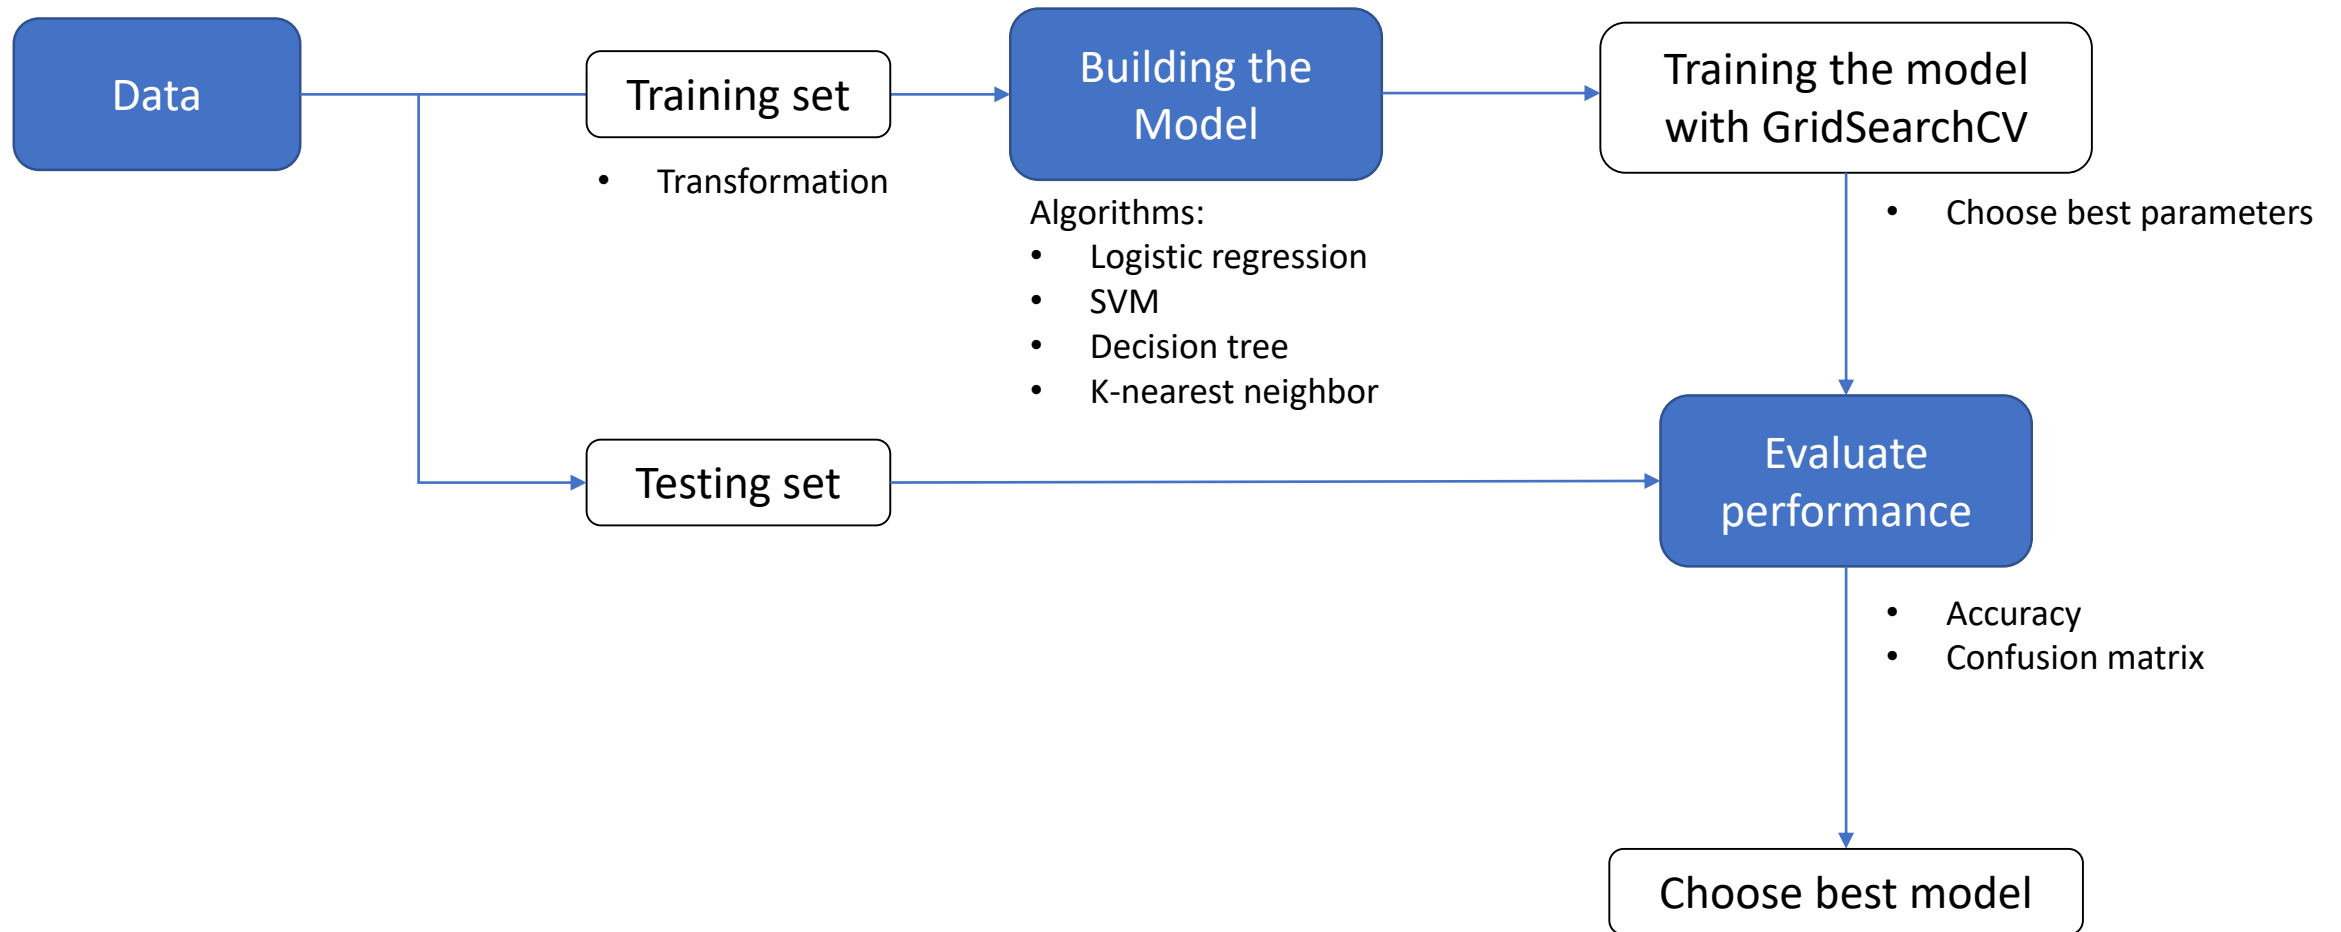 Data
Training set
• Transformation
Building the
Model
Algorithms:
• Logistic regression
• SVM
• Decision tree
• K-nearest neighbor
Training the model
with GridSearchCV
• Choose best parameters
Testing set
Evaluate
performance
• Accuracy
• Confusion matrix
Choose best model